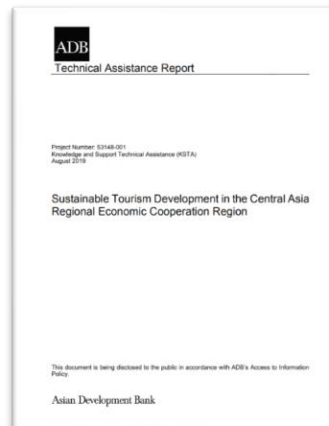 ADB
Technical Assistance Report
Project Number: 53148-001
Knowledge and Support Technical Assistance (KSTA)
August 2019
Sustainable Tourism Development in the Central Asia
Regional Economic Cooperation Region
This document is being disclosed to the public in accordance with ADB's Access to Information
Policy.
Asian Development Bank